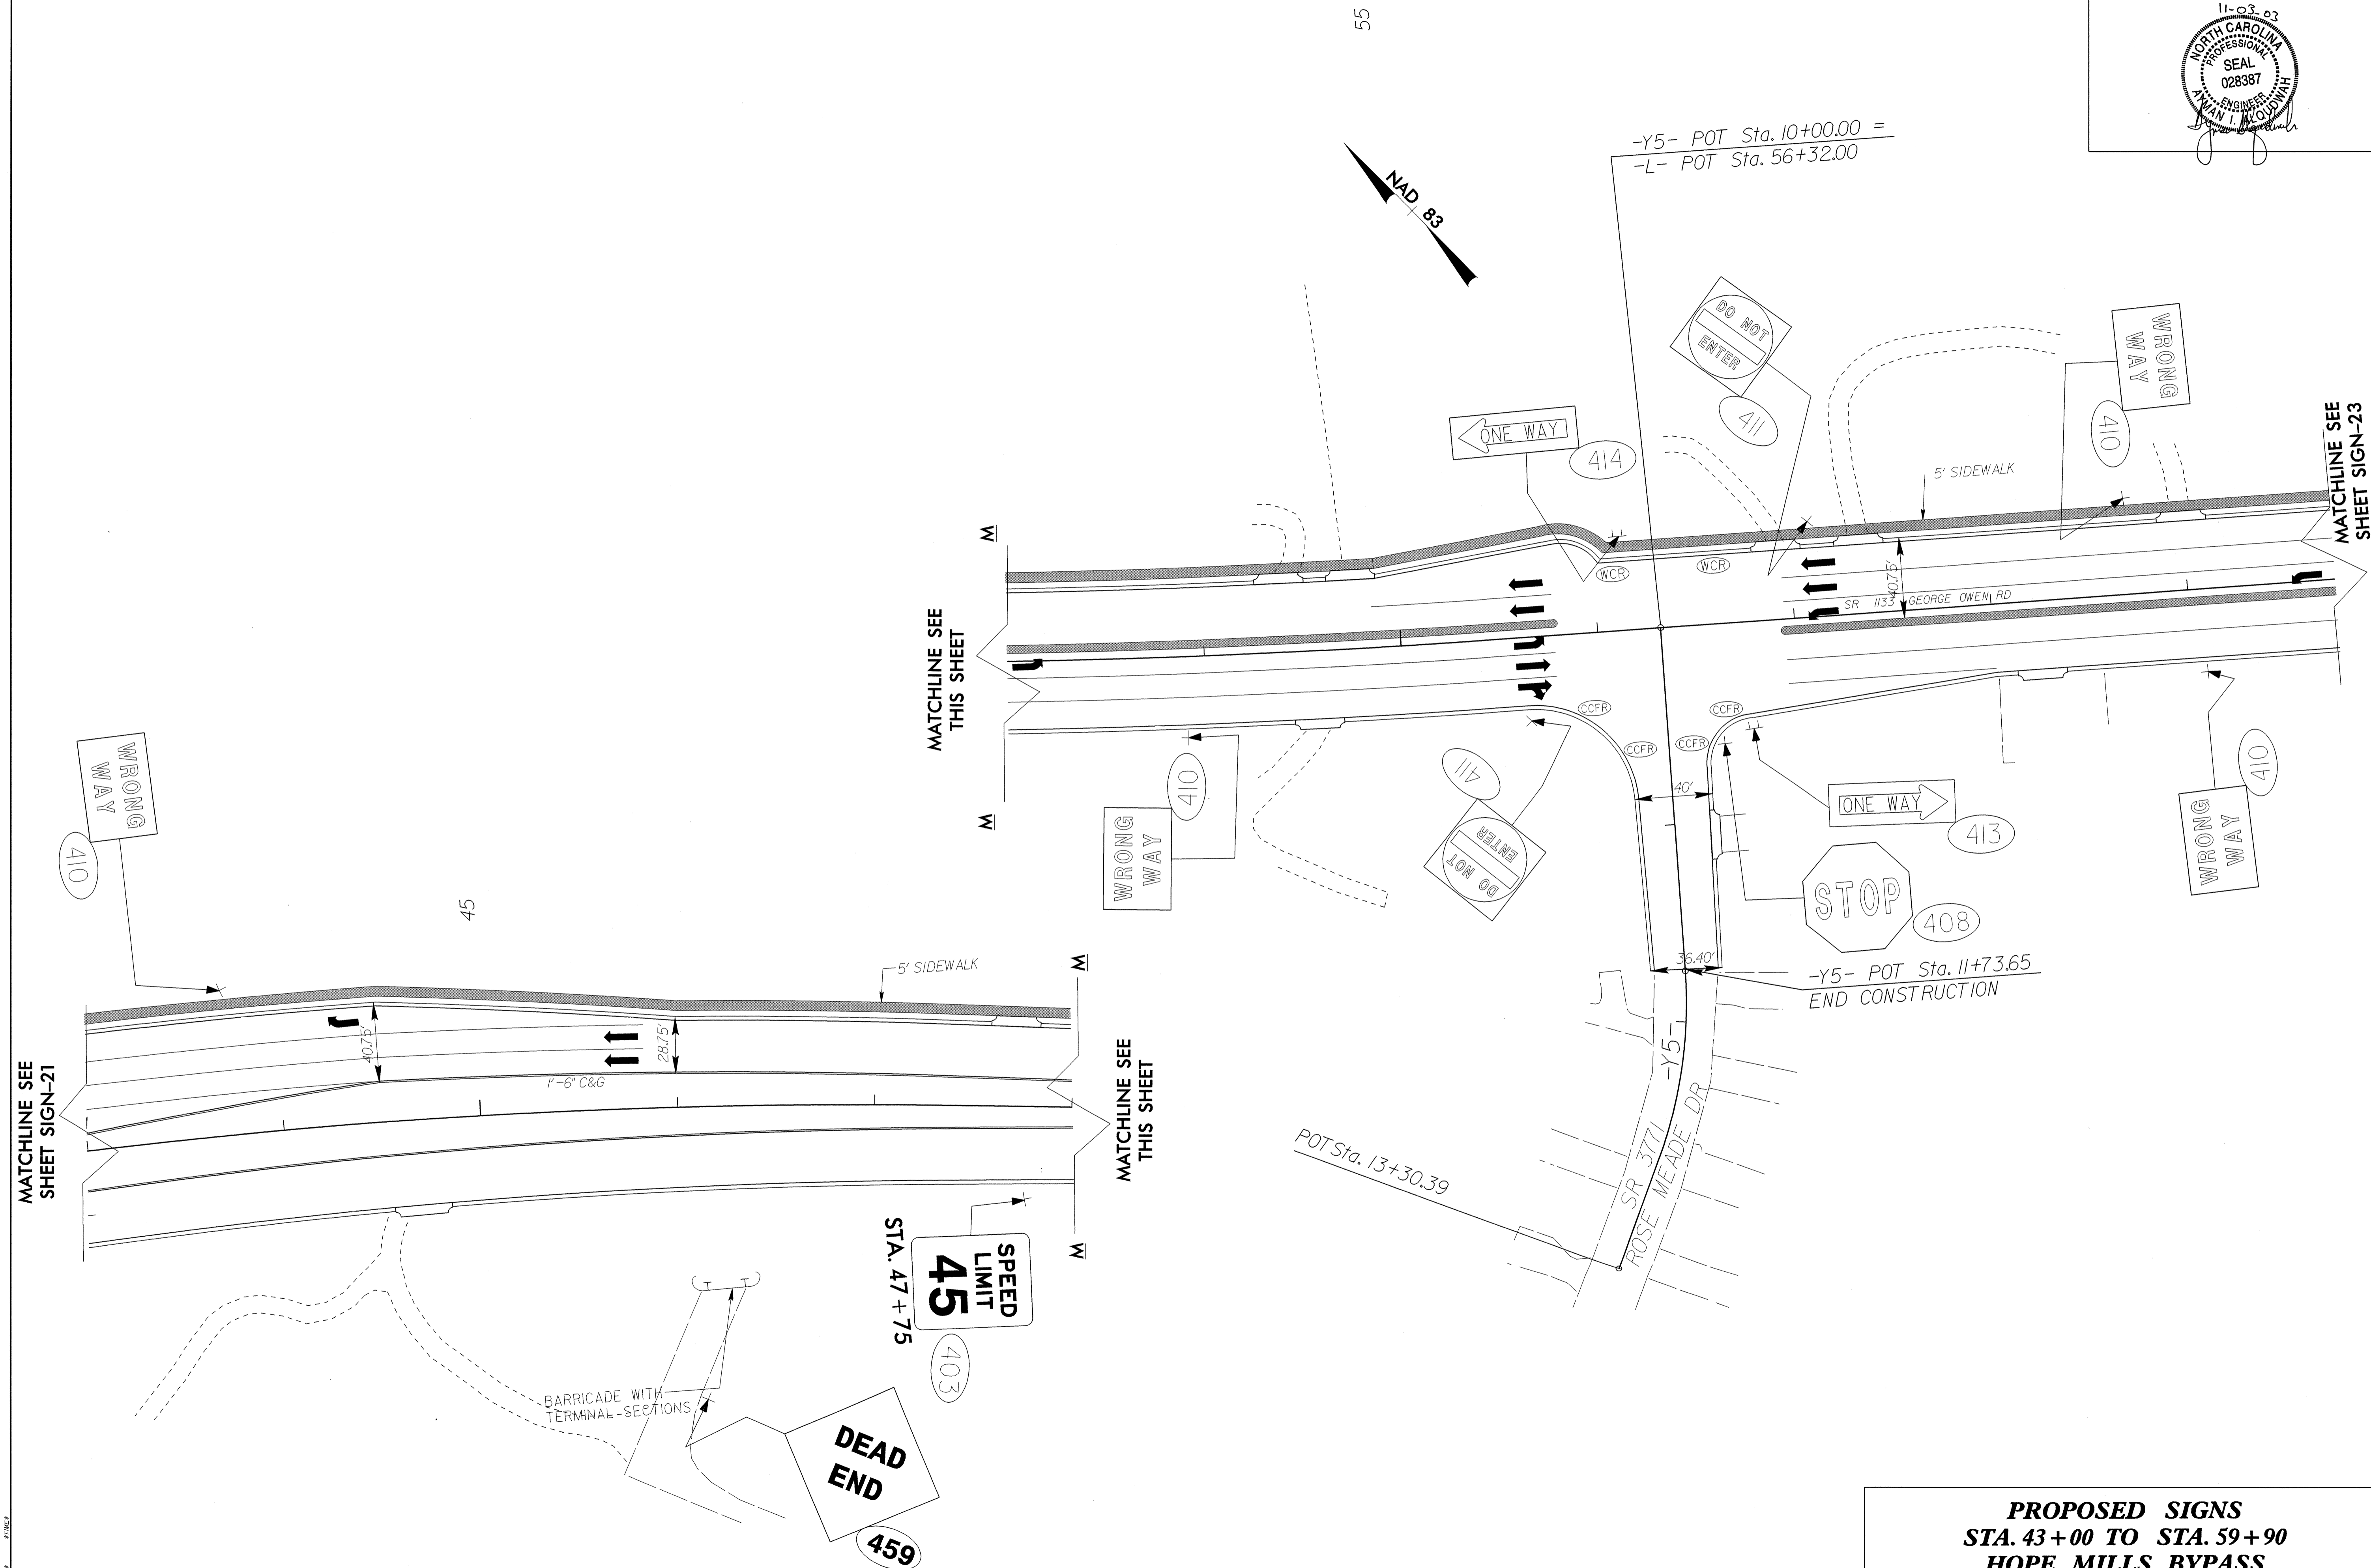 55
11-03-03
NORTH CAROLINA
PROFESSIONAL
SEAL
028387
ENGINEER
AYMAN I. ALQUDWAH
-Y5- POT Sta. 10+00.00 =
-L- POT Sta. 56+32.00
NAD 83
DO NOT
ENTER
411
WRONG
WAY
410
ONE WAY
414
5' SIDEWALK
MATCHLINE SEE
SHEET SIGN-23
W
WCR
WCR
40.75'
SR 1133 GEORGE OWEN RD
MATCHLINE SEE
THIS SHEET
W
CCFR
CCFR
CCFR
CCFR
WRONG
WAY
410
411
DO NOT
ENTER
40'
ONE WAY
413
STOP
408
410
WRONG
WAY
36.40'
-Y5- POT Sta. 11+73.65
END CONSTRUCTION
-Y5-
SR 3771
ROSE MEADE DR
POT Sta. 13+30.39
WRONG
WAY
410
45
5' SIDEWALK
W
40.75'
28.75'
1'-6" C&G
MATCHLINE SEE
SHEET SIGN-21
MATCHLINE SEE
THIS SHEET
W
SPEED
LIMIT
45
STA. 47+75
403
BARRICADE WITH
TERMINAL SECTIONS
DEAD
END
459
PROPOSED SIGNS
STA. 43+00 TO STA. 59+90
HOPE MILLS BYPASS
$TIME$